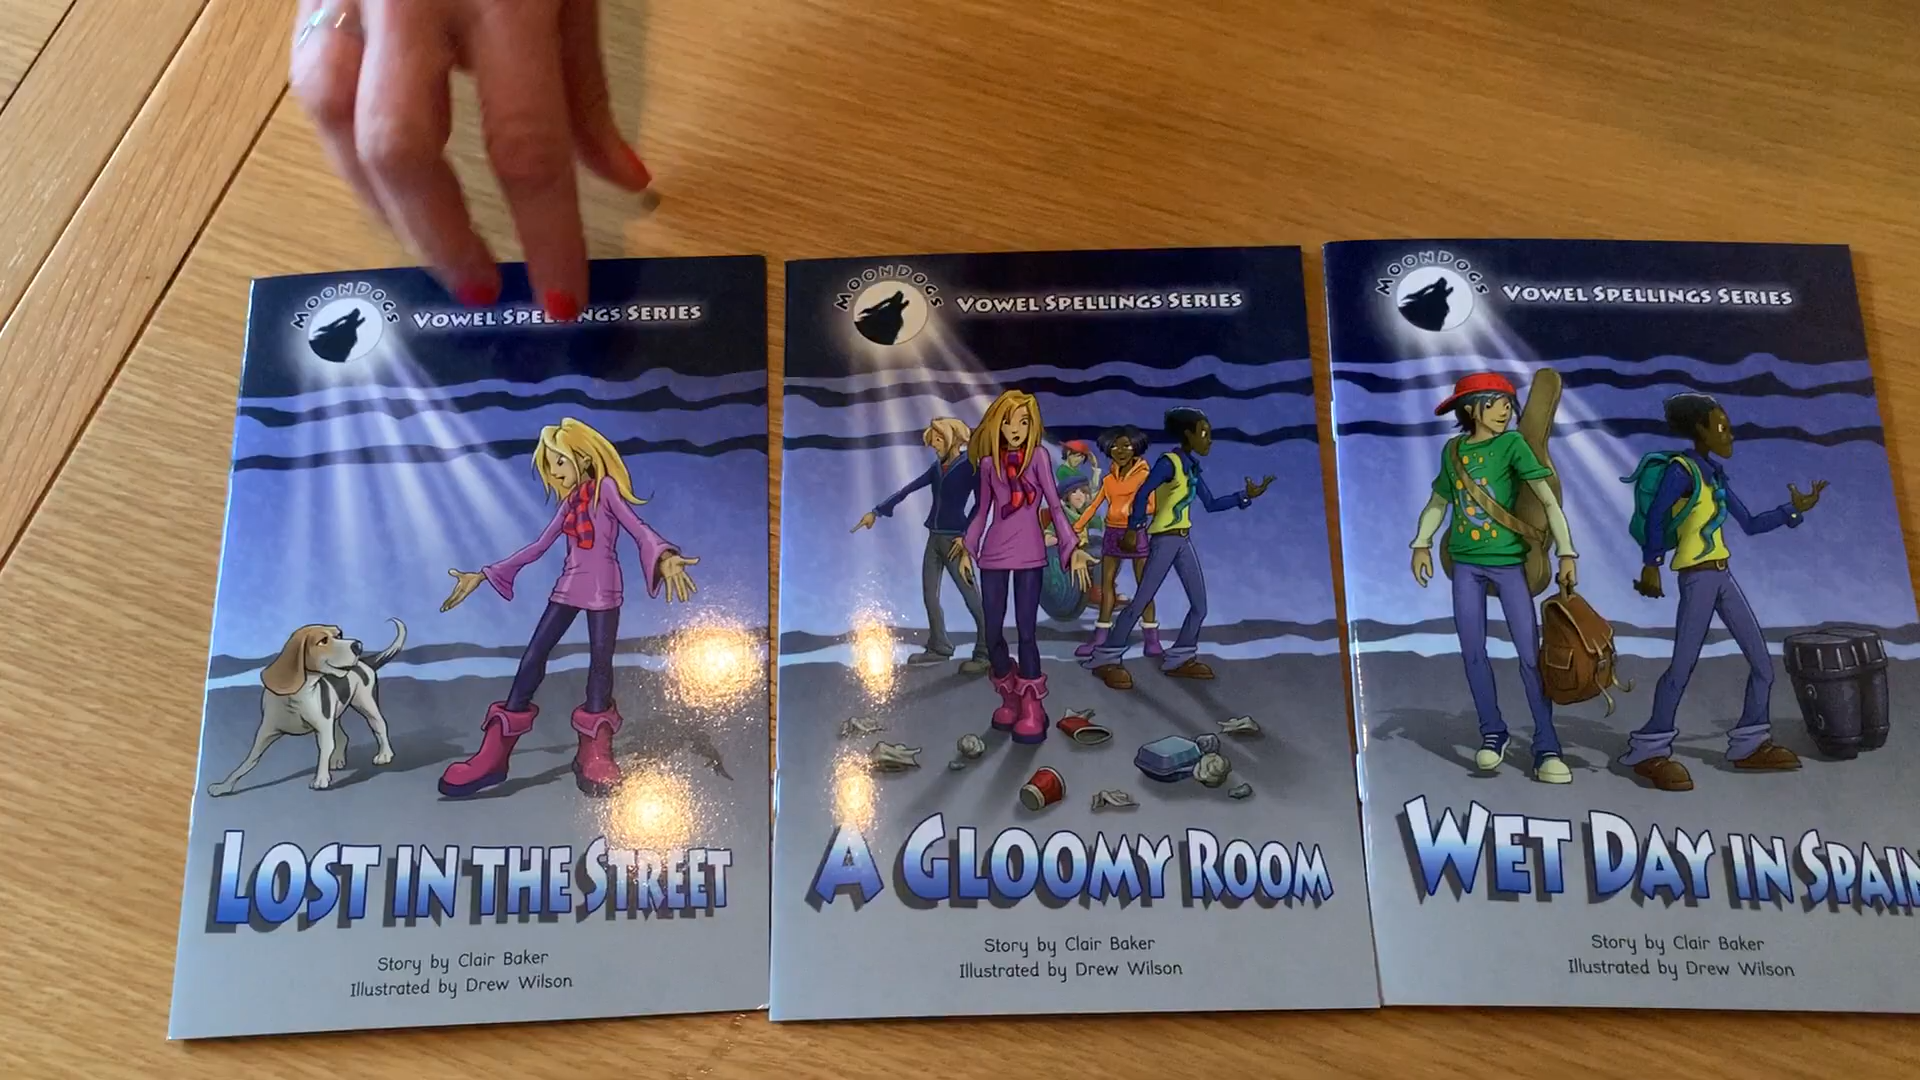 MOONDOGS
VOWEL SPELLINGS SERIES
LOST IN THE STREET
Story by Clair Baker
Illustrated by Drew Wilson
MOONDOGS
VOWEL SPELLINGS SERIES
A GLOOMY ROOM
Story by Clair Baker
Illustrated by Drew Wilson
MOONDOGS
VOWEL SPELLINGS SERIES
WET DAY IN SPAIN
Story by Clair Baker
Illustrated by Drew Wilson